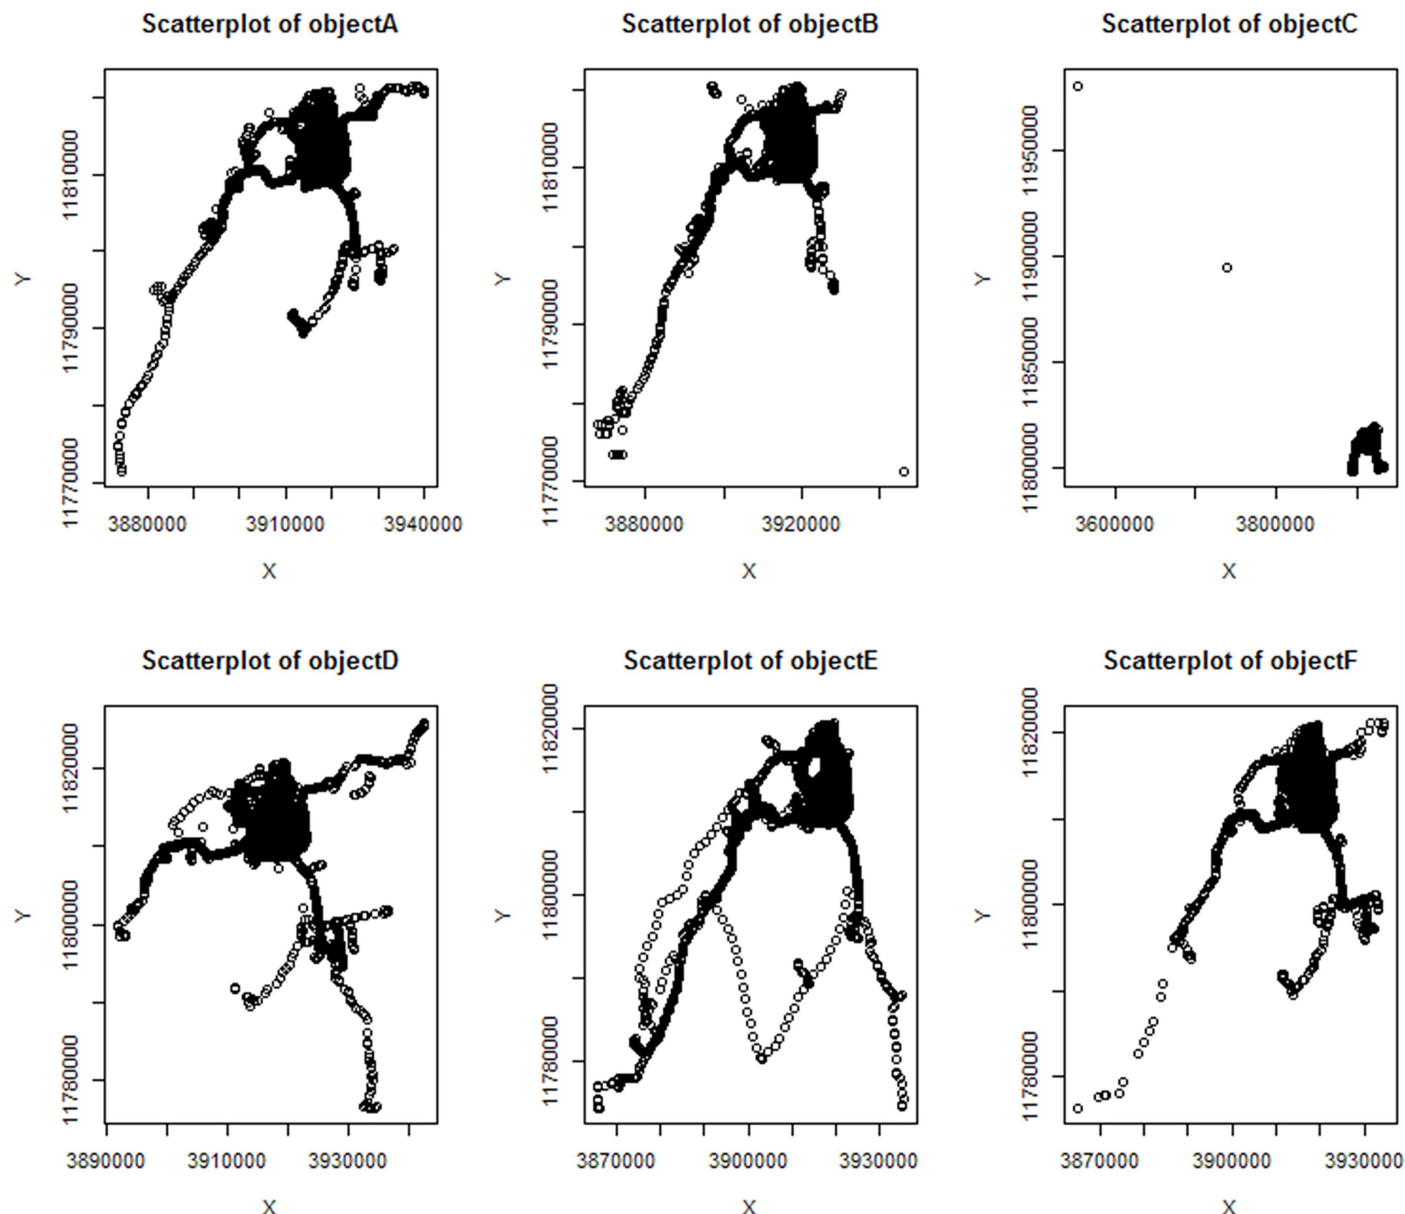 Scatterplot of objectA
Y
11770000 11790000 11810000
3880000 3910000 3940000
X
Scatterplot of objectB
Y
11770000 11790000 11810000
3880000 3920000
X
Scatterplot of objectC
Y
11800000 11850000 11900000 11950000
3600000 3800000
X
Scatterplot of objectD
Y
11780000 11800000 11820000
3890000 3910000 3930000
X
Scatterplot of objectE
Y
11780000 11800000 11820000
3870000 3900000 3930000
X
Scatterplot of objectF
Y
11780000 11800000 11820000
3870000 3900000 3930000
X